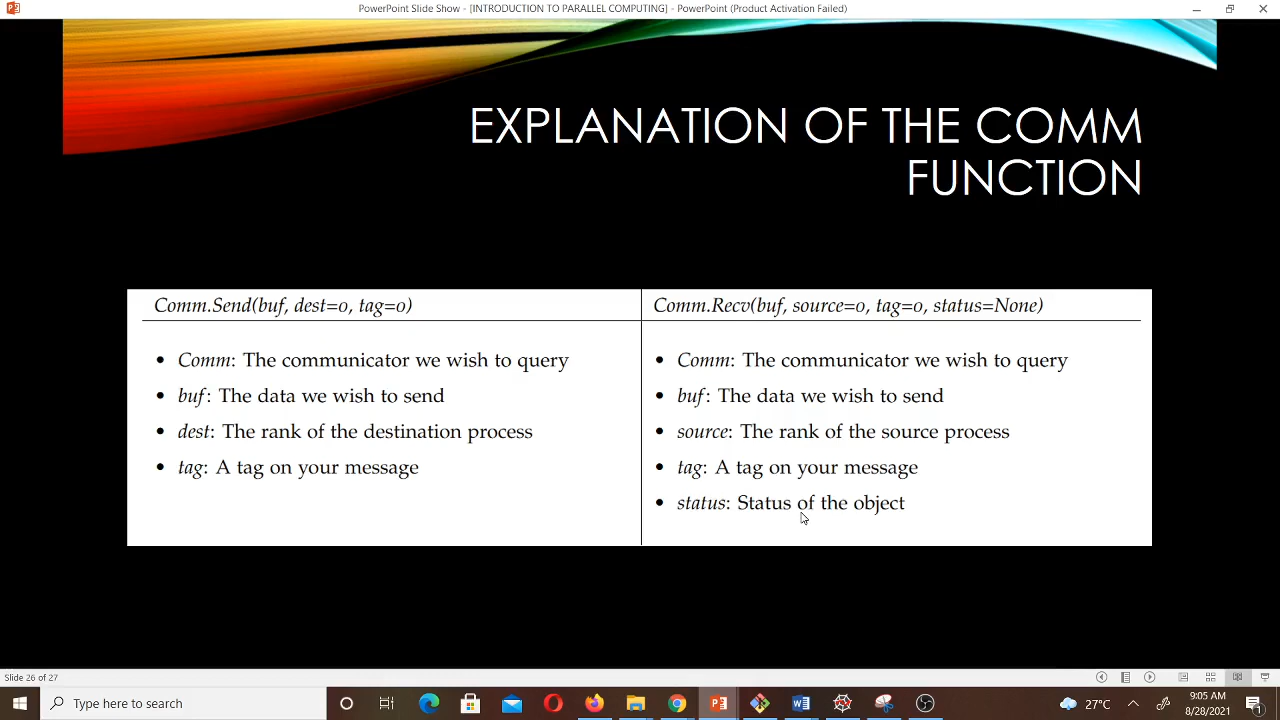 PowerPoint Slide Show - [INTRODUCTION TO PARALLEL COMPUTING] - PowerPoint (Product Activation Failed)
EXPLANATION OF THE COMM
FUNCTION
Comm.Send(buf, dest=0, tag=0)
• Comm: The communicator we wish to query
• buf: The data we wish to send
• dest: The rank of the destination process
• tag: A tag on your message
Comm.Recv(buf, source=0, tag=0, status=None)
• Comm: The communicator we wish to query
• buf: The data we wish to send
• source: The rank of the source process
• tag: A tag on your message
• status: Status of the object
Slide 26 of 27
Type here to search
27°C
9:05 AM
8/28/2021
1